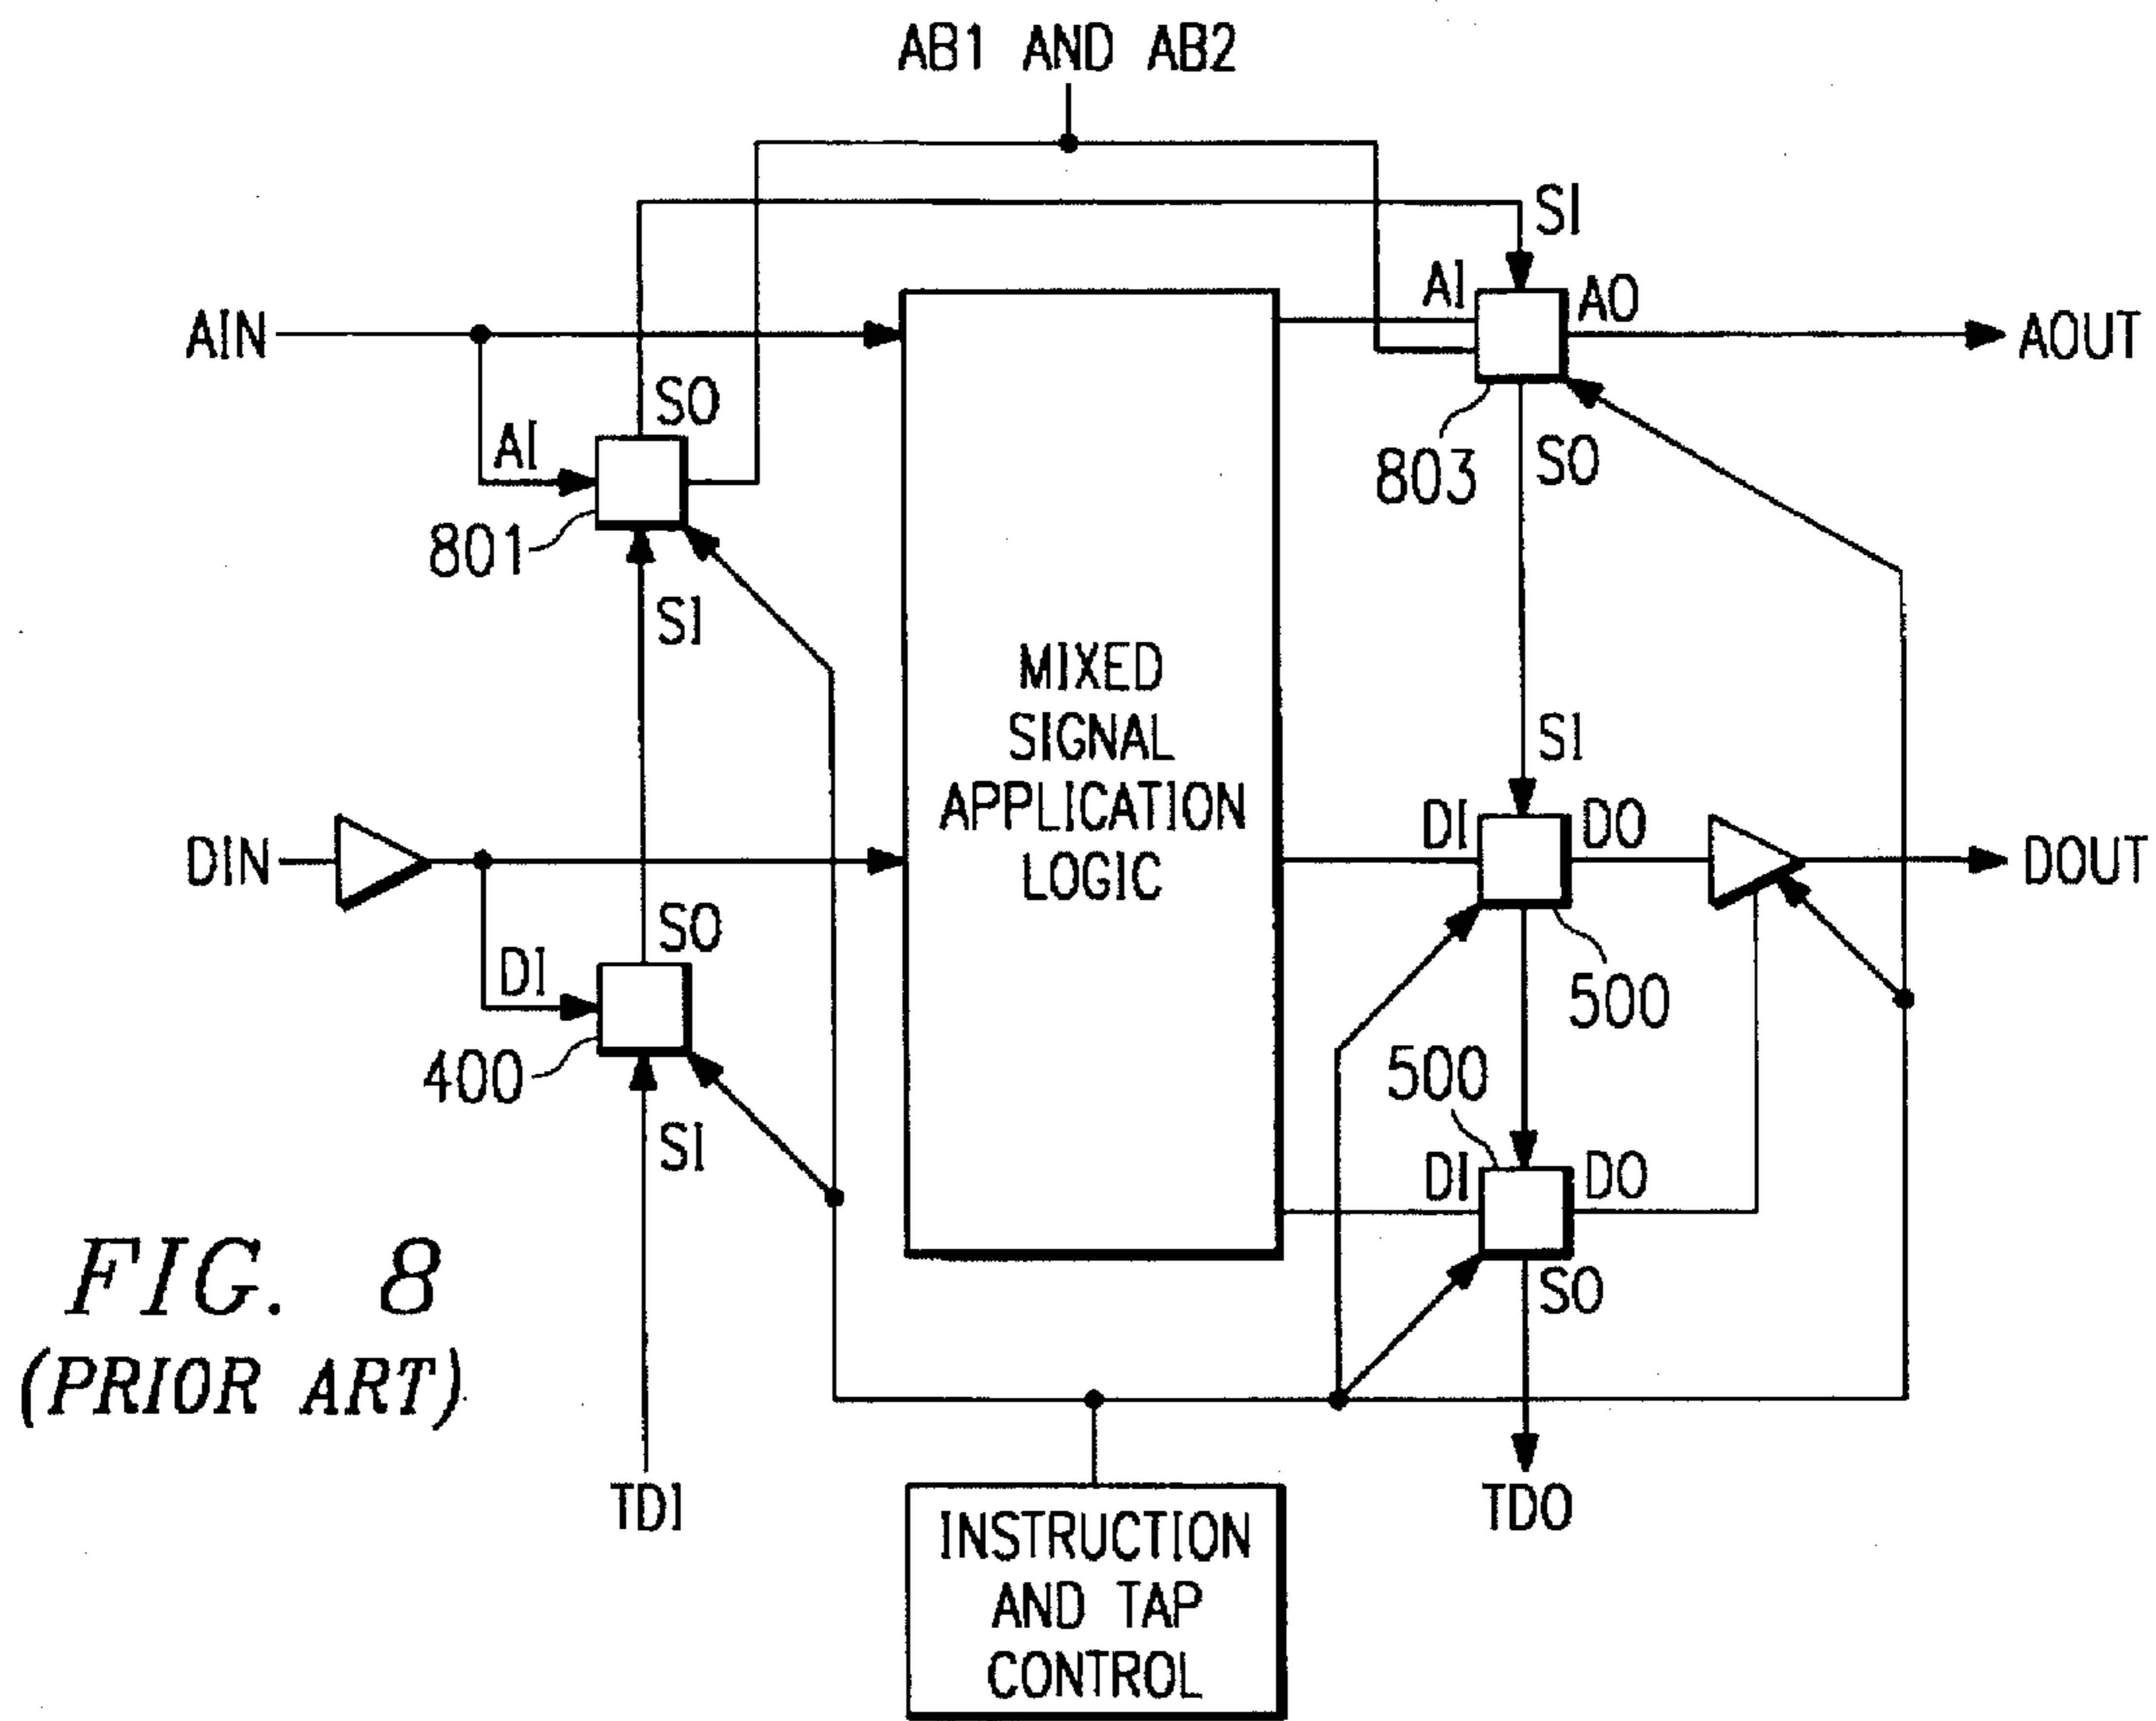 AB1 AND AB2
SI
AI
AO
AIN
AOUT
SO
AI
803
SO
801
SI
MIXED
SIGNAL
APPLICATION
LOGIC
SI
DI
DO
DIN
DOUT
SO
DI
500
400
500
SI
DI
DO
SO
FIG. 8
(PRIOR ART)
TDI
TDO
INSTRUCTION
AND TAP
CONTROL